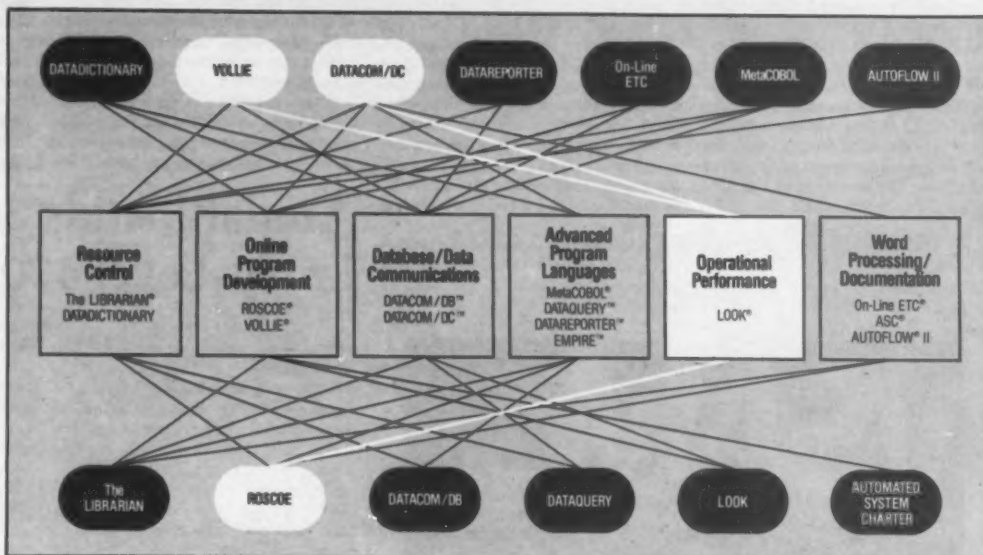 DATADICTIONARY
VOLLIE
DATACOM/DC
DATAREPORTER
On-Line
ETC
MetaCOBOL
AUTOFLOW II
Resource
Control
The LIBRARIAN®
DATADICTIONARY
Online
Program
Development
ROSCOE®
VOLLIE®
Database/Data
Communications
DATACOM/DB™
DATACOM/DC™
Advanced
Program
Languages
MetaCOBOL®
DATAQUERY™
DATAREPORTER™
EMPIRE™
Operational
Performance
LOOK®
Word
Processing/
Documentation
On-Line ETC®
ASC®
AUTOFLOW® II
The
LIBRARIAN
ROSCOE
DATACOM/DB
DATAQUERY
LOOK
AUTOMATED
SYSTEM
CHARTER